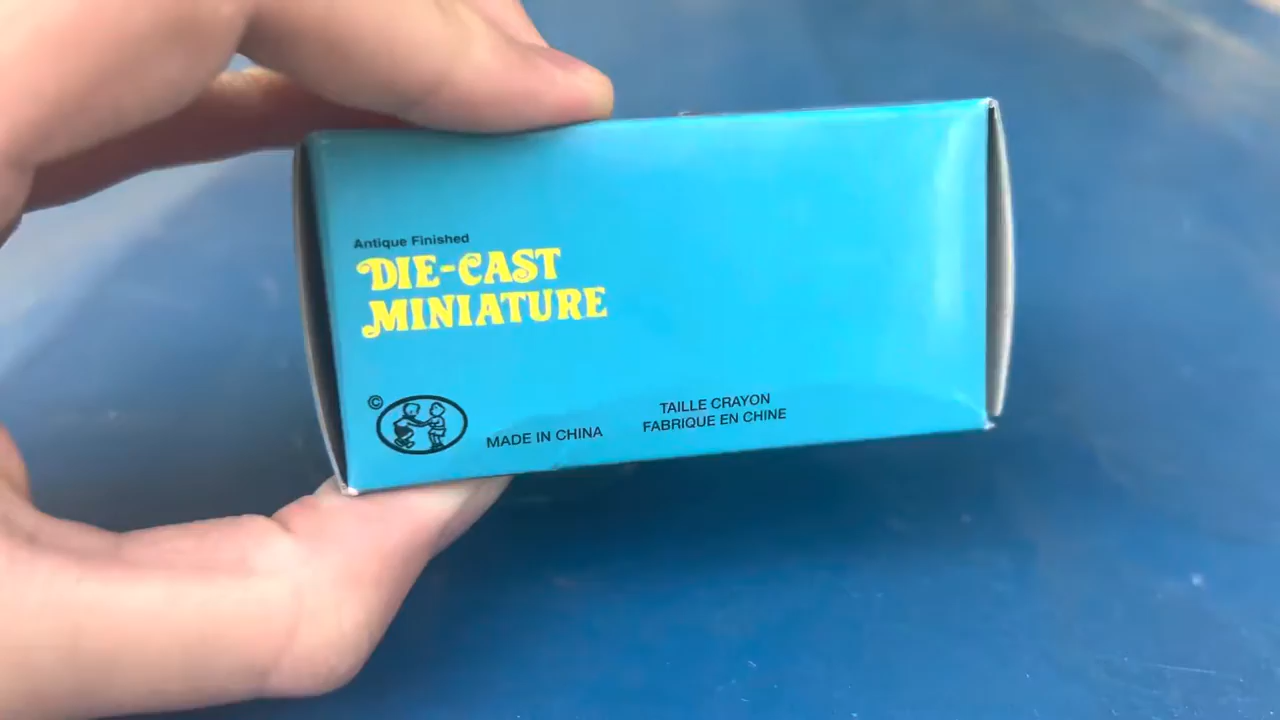 Antique Finished
DIE-CAST
MINIATURE
©
MADE IN CHINA
TAILLE CRAYON
FABRIQUE EN CHINE